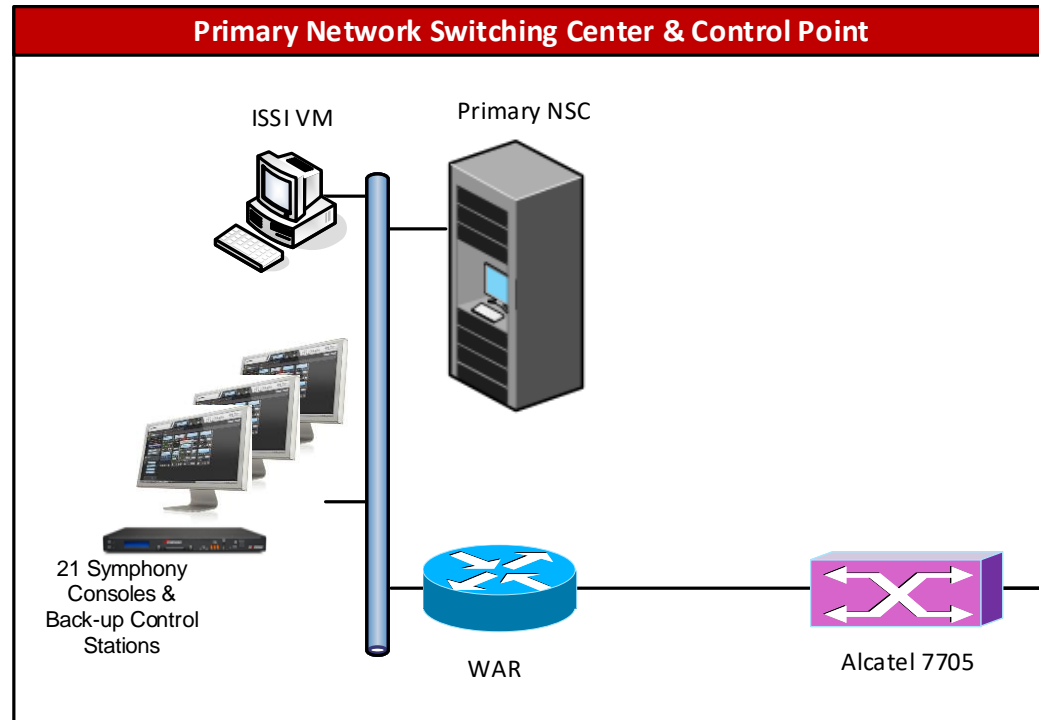 Primary Network Switching Center & Control Point
ISSI VM
Primary NSC
21 Symphony
Consoles &
Back-up Control
Stations
WAR
Alcatel 7705